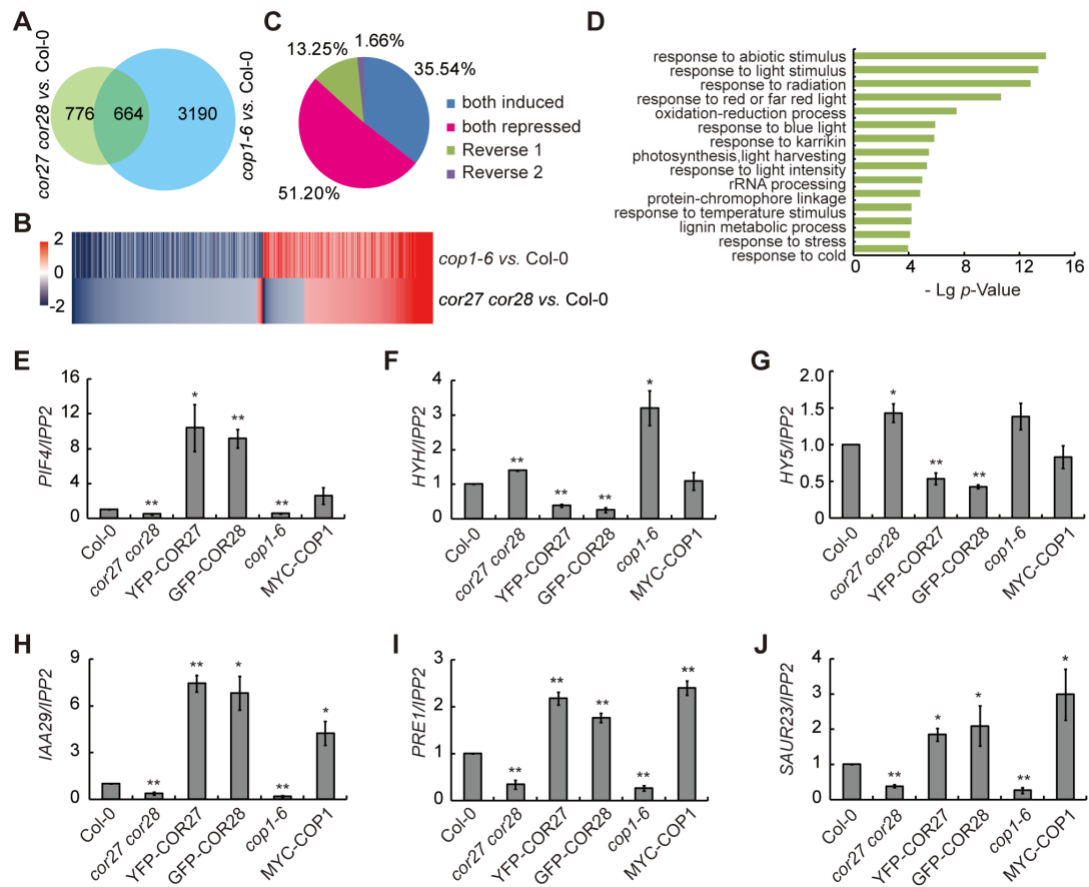 A
cor27 cor28 vs. Col-0
776
664
3190
cop1-6 vs. Col-0
C
13.25%
1.66%
35.54%
51.20%
both induced
both repressed
Reverse 1
Reverse 2
B
2
0
-2
cop1-6 vs. Col-0
cor27 cor28 vs. Col-0
D
response to abiotic stimulus
response to light stimulus
response to radiation
response to red or far red light
oxidation-reduction process
response to blue light
response to karrikin
photosynthesis,light harvesting
response to light intensity
rRNA processing
protein-chromophore linkage
response to temperature stimulus
lignin metabolic process
response to stress
response to cold
0 4 8 12 16
- Lg p-Value
E
PIF4/IPP2
16
12
8
4
0
* ** ** **
Col-0
cor27 cor28
YFP-COR27
GFP-COR28
cop1-6
MYC-COP1
F
HYH/IPP2
4
3
2
1
0
** ** ** *
Col-0
cor27 cor28
YFP-COR27
GFP-COR28
cop1-6
MYC-COP1
G
HY5/IPP2
2.0
1.5
1.0
0.5
0
* ** **
Col-0
cor27 cor28
YFP-COR27
GFP-COR28
cop1-6
MYC-COP1
H
IAA29/IPP2
9
6
3
0
** ** * ** *
Col-0
cor27 cor28
YFP-COR27
GFP-COR28
cop1-6
MYC-COP1
I
PRE1/IPP2
3
2
1
0
** ** ** ** **
Col-0
cor27 cor28
YFP-COR27
GFP-COR28
cop1-6
MYC-COP1
J
SAUR23/IPP2
4
3
2
1
0
** * * ** *
Col-0
cor27 cor28
YFP-COR27
GFP-COR28
cop1-6
MYC-COP1